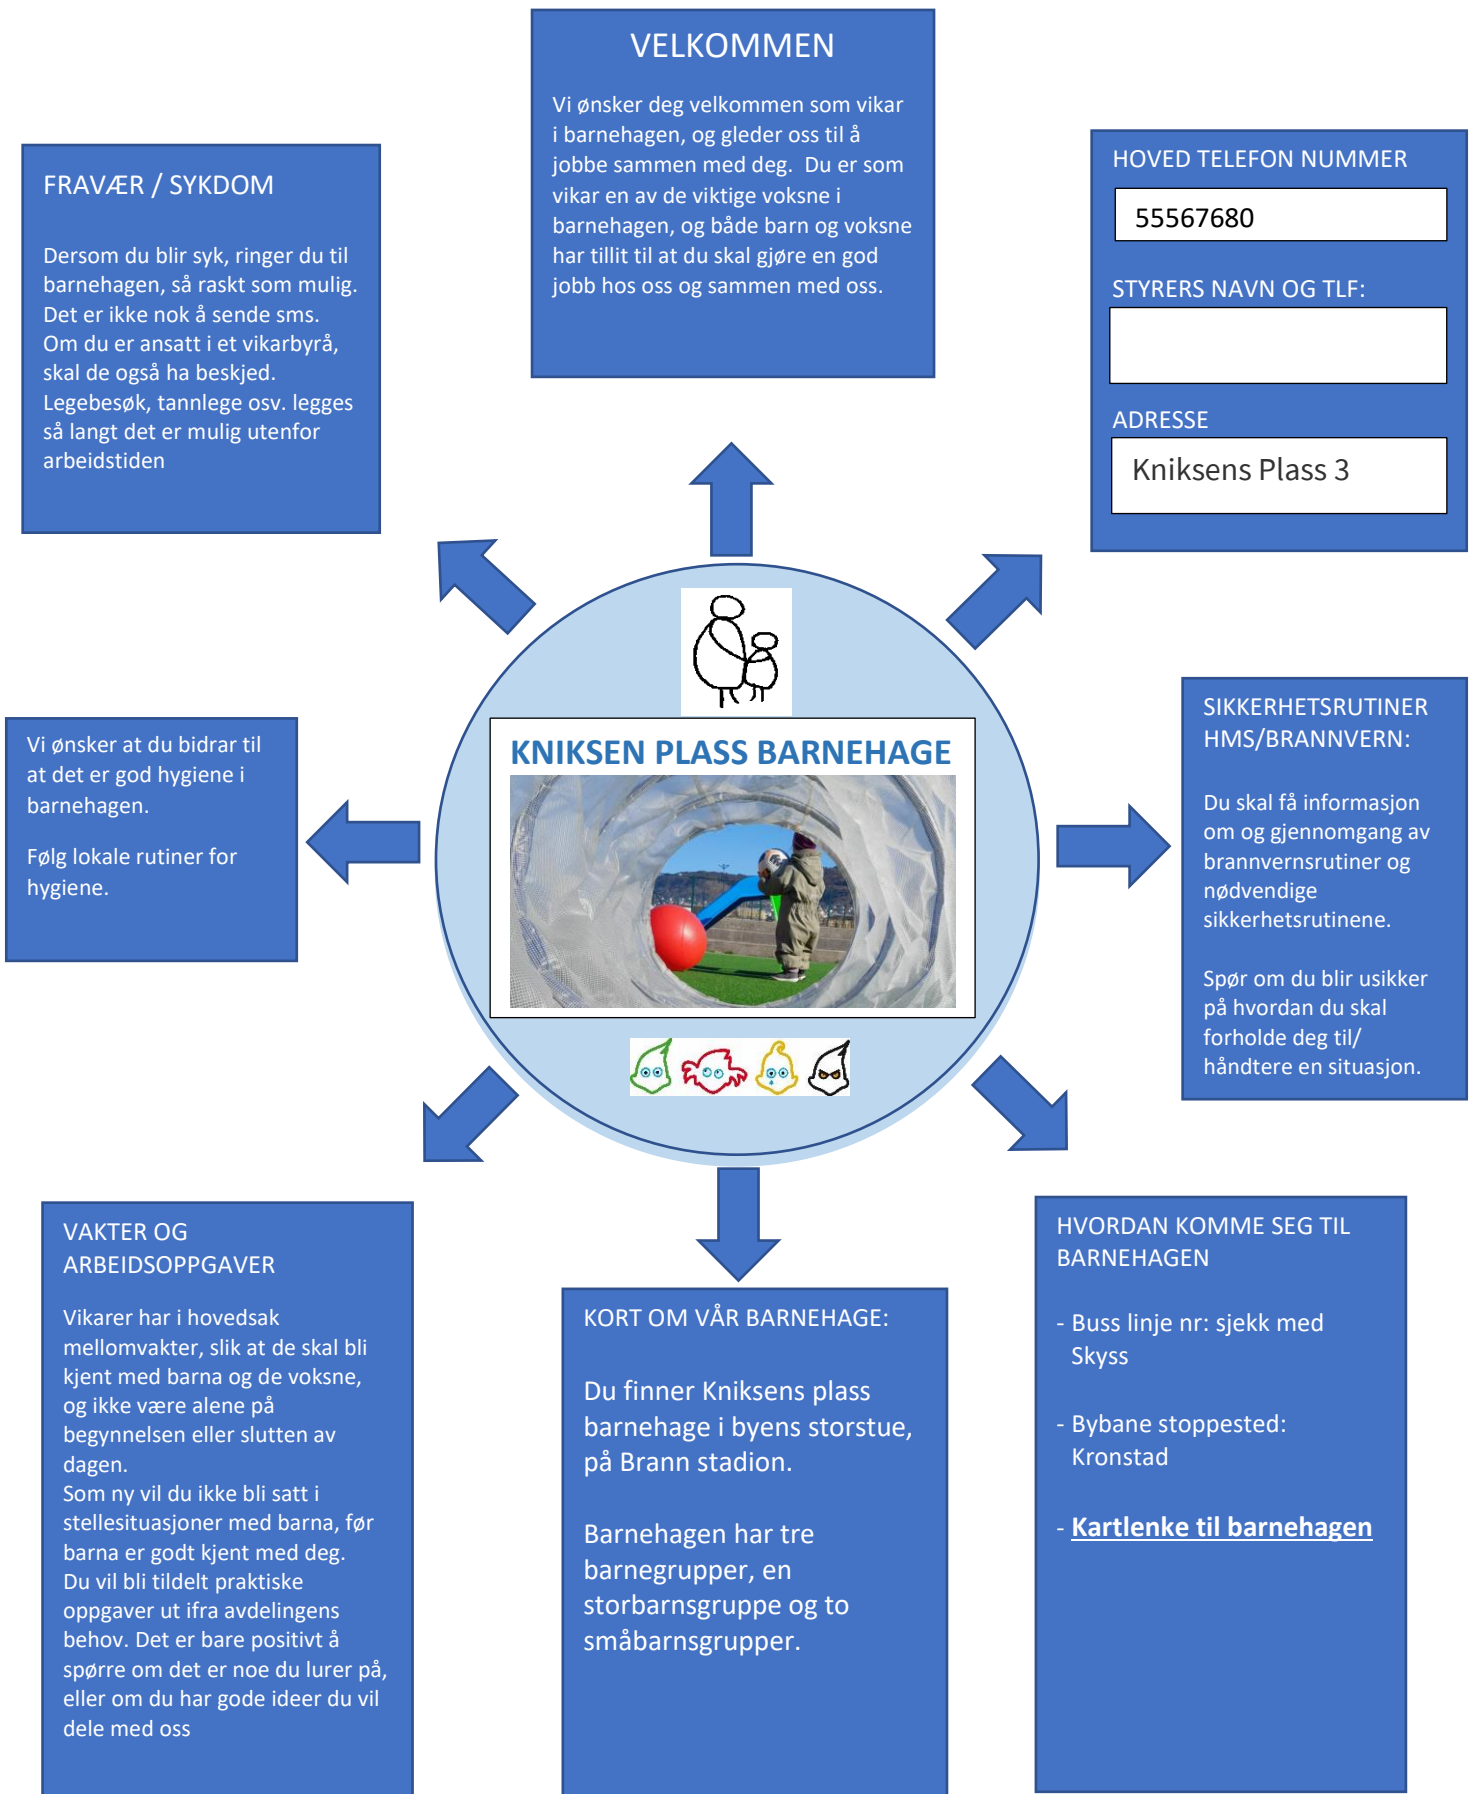 VELKOMMEN
Vi ønsker deg velkommen som vikar
i barnehagen, og gleder oss til å
jobbe sammen med deg.  Du er som
vikar en av de viktige voksne i
barnehagen, og både barn og voksne
har tillit til at du skal gjøre en god
jobb hos oss og sammen med oss.
FRAVÆR / SYKDOM
Dersom du blir syk, ringer du til
barnehagen, så raskt som mulig.
Det er ikke nok å sende sms.
Om du er ansatt i et vikarbyrå,
skal de også ha beskjed.
Legebesøk, tannlege osv. legges
så langt det er mulig utenfor
arbeidstiden
HOVED TELEFON NUMMER
55567680
STYRERS NAVN OG TLF:
ADRESSE
Kniksens Plass 3
KNIKSEN PLASS BARNEHAGE
Vi ønsker at du bidrar til
at det er god hygiene i
barnehagen.
Følg lokale rutiner for
hygiene.
SIKKERHETSRUTINER
HMS/BRANNVERN:
Du skal få informasjon
om og gjennomgang av
brannvernsrutiner og
nødvendige
sikkerhetsrutinene.
Spør om du blir usikker
på hvordan du skal
forholde deg til/
håndtere en situasjon.
VAKTER OG
ARBEIDSOPPGAVER
Vikarer har i hovedsak
mellomvakter, slik at de skal bli
kjent med barna og de voksne,
og ikke være alene på
begynnelsen eller slutten av
dagen.
Som ny vil du ikke bli satt i
stellesituasjoner med barna, før
barna er godt kjent med deg.
Du vil bli tildelt praktiske
oppgaver ut ifra avdelingens
behov. Det er bare positivt å
spørre om det er noe du lurer på,
eller om du har gode ideer du vil
dele med oss
KORT OM VÅR BARNEHAGE:
Du finner Kniksens plass
barnehage i byens storstue,
på Brann stadion.
Barnehagen har tre
barnegrupper, en
storbarnsgruppe og to
småbarnsgrupper.
HVORDAN KOMME SEG TIL
BARNEHAGEN
- Buss linje nr: sjekk med
Skyss
- Bybane stoppested:
Kronstad
- Kartlenke til barnehagen